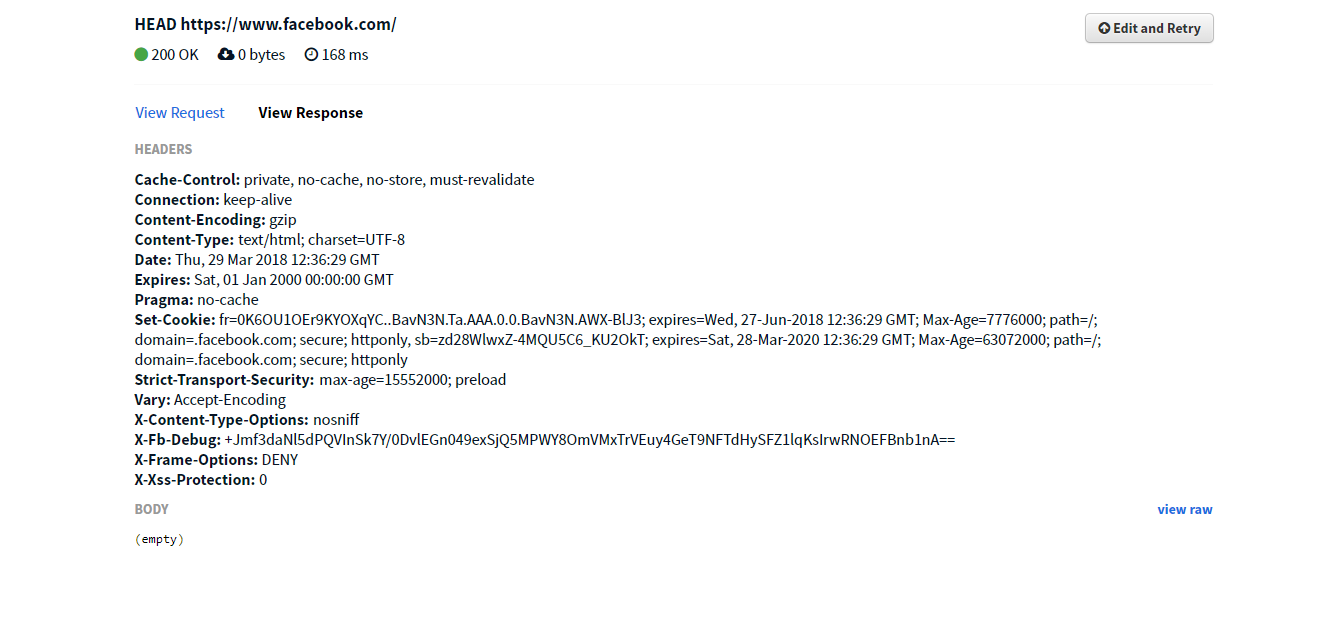 HEAD https://www.facebook.com/
Edit and Retry
200 OK 0 bytes 168 ms
View Request View Response
HEADERS
Cache-Control: private, no-cache, no-store, must-revalidate
Connection: keep-alive
Content-Encoding: gzip
Content-Type: text/html; charset=UTF-8
Date: Thu, 29 Mar 2018 12:36:29 GMT
Expires: Sat, 01 Jan 2000 00:00:00 GMT
Pragma: no-cache
Set-Cookie: fr=0K6OU1OEr9KYOXqYC..BavN3N.Ta.AAA.0.0.BavN3N.AWX-BlJ3; expires=Wed, 27-Jun-2018 12:36:29 GMT; Max-Age=7776000; path=/;
domain=.facebook.com; secure; httponly, sb=zd28WlwxZ-4MQU5C6_KU2OkT; expires=Sat, 28-Mar-2020 12:36:29 GMT; Max-Age=63072000; path=/;
domain=.facebook.com; secure; httponly
Strict-Transport-Security: max-age=15552000; preload
Vary: Accept-Encoding
X-Content-Type-Options: nosniff
X-Fb-Debug: +Jmf3daNl5dPQVInSk7Y/0DvlEGn049exSjQ5MPWY8OmVMxTrVEuy4GeT9NFTdHySFZ1lqKsIrwRNOEFBnb1nA==
X-Frame-Options: DENY
X-Xss-Protection: 0
BODY
view raw
(empty)